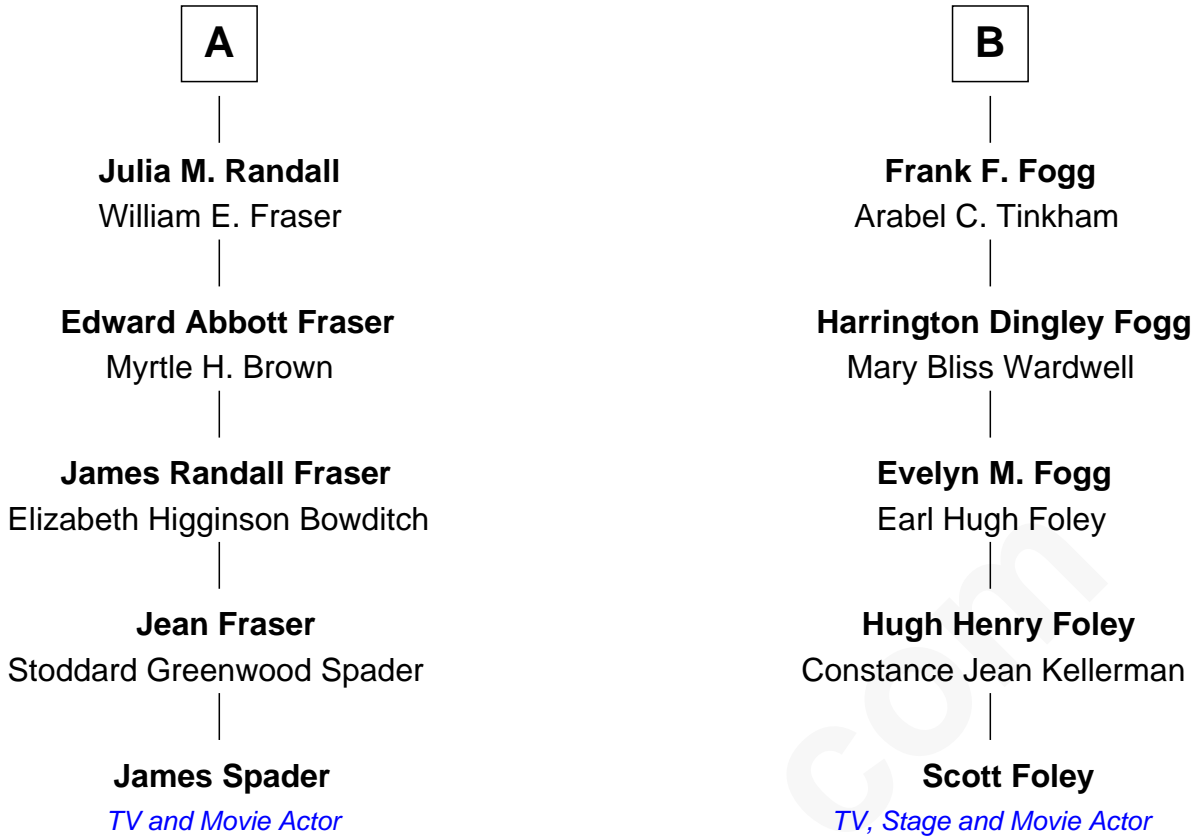 A
Julia M. Randall
William E. Fraser
Edward Abbott Fraser
Myrtle H. Brown
James Randall Fraser
Elizabeth Higginson Bowditch
Jean Fraser
Stoddard Greenwood Spader
James Spader
TV and Movie Actor
B
Frank F. Fogg
Arabel C. Tinkham
Harrington Dingley Fogg
Mary Bliss Wardwell
Evelyn M. Fogg
Earl Hugh Foley
Hugh Henry Foley
Constance Jean Kellerman
Scott Foley
TV, Stage and Movie Actor
com